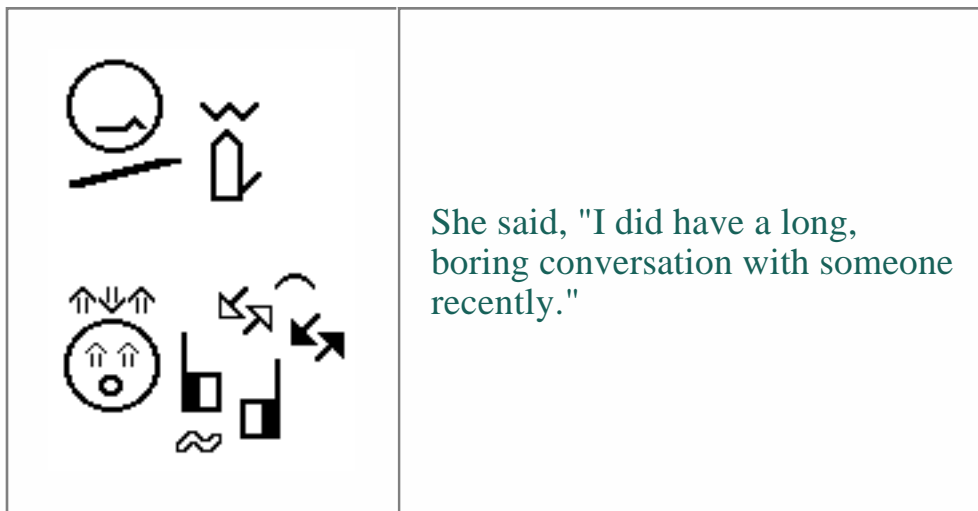 She said, "I did have a long,
boring conversation with someone
recently."